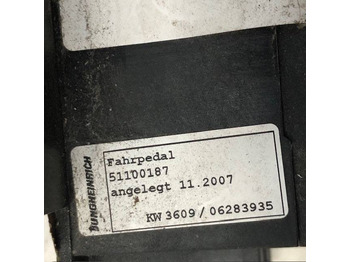 JUNGHEINRICH
Fahrpedal
51100187
angelegt 11.2007
KW 3609 / 06283935